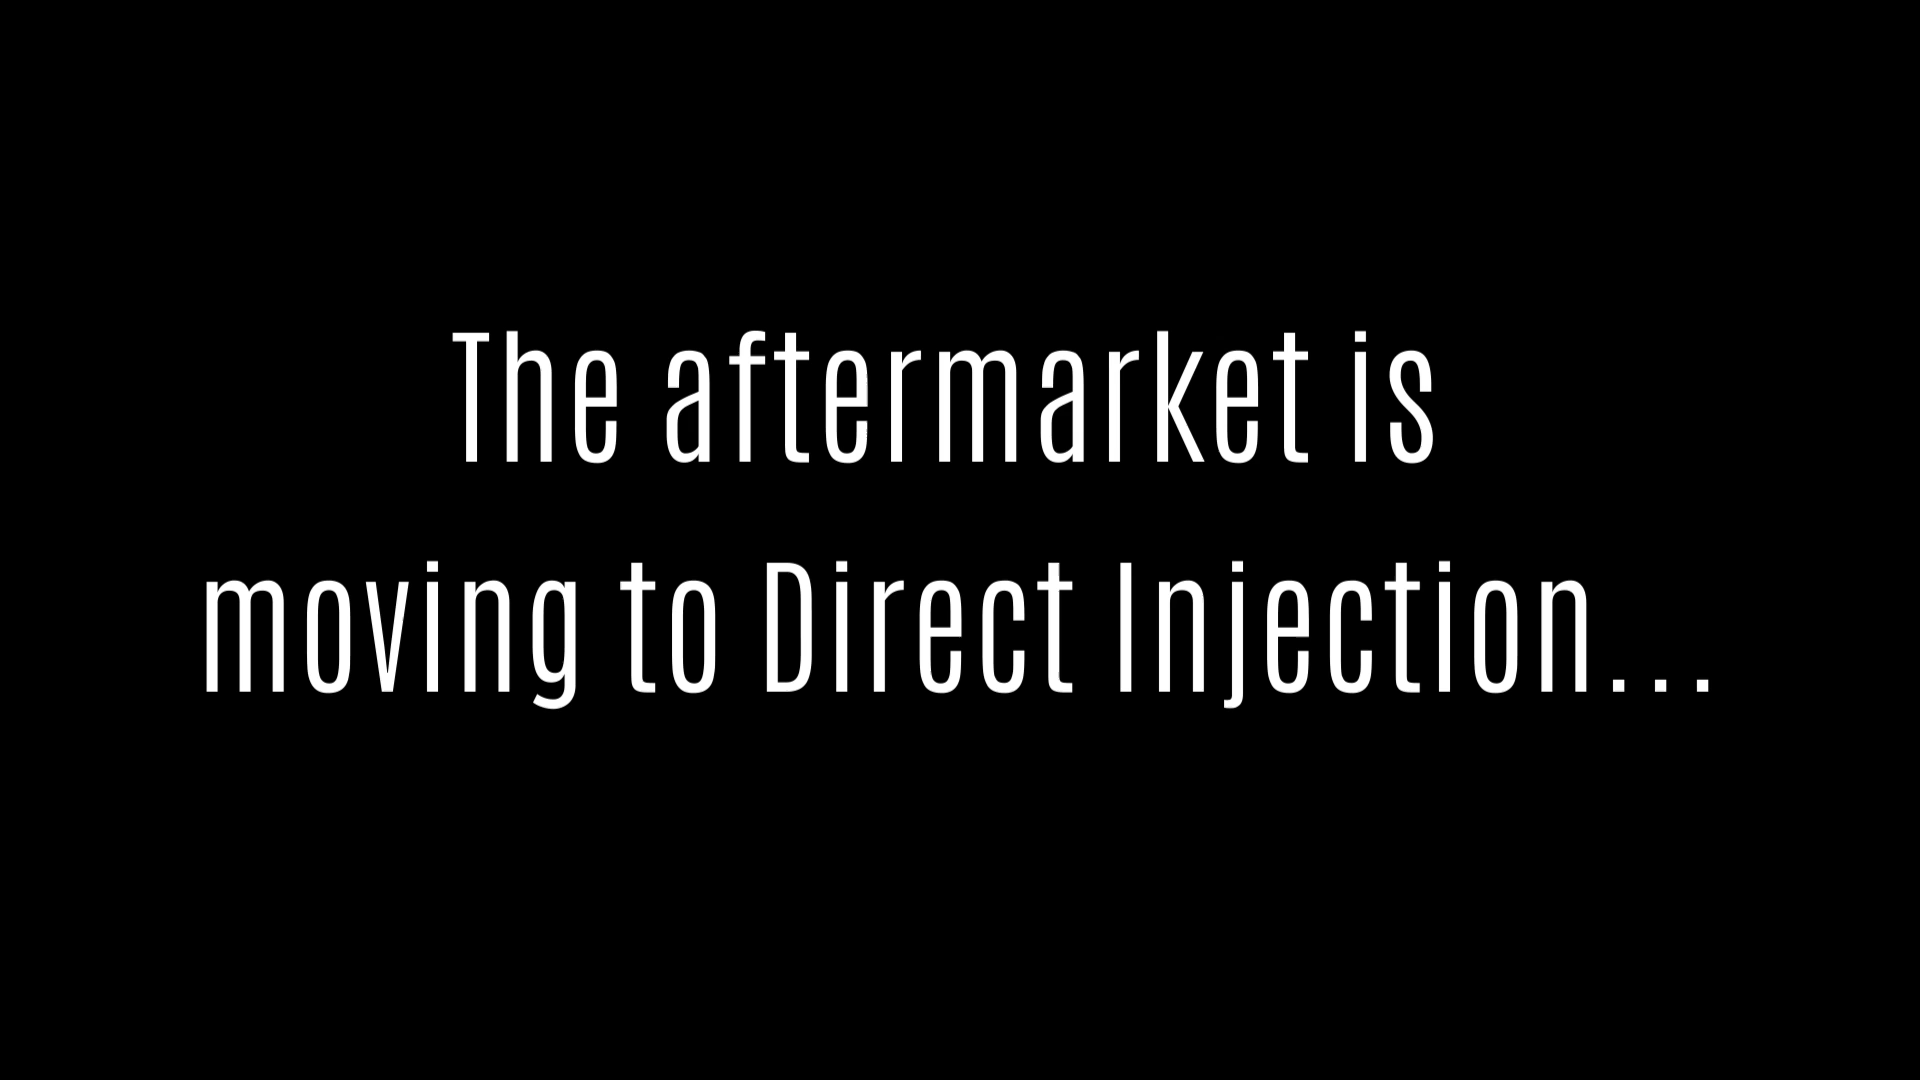 The aftermarket is
moving to Direct Injection...